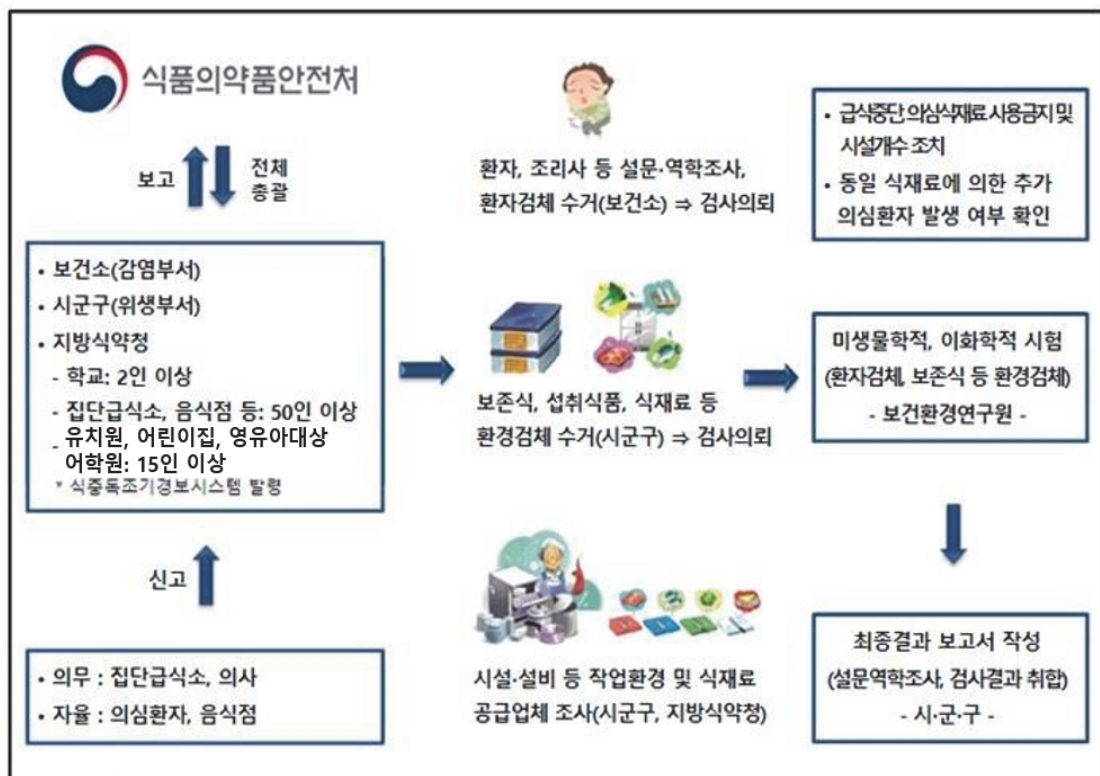 식품의약품안전처
보고
전체
총괄
• 보건소(감염부서)
• 시군구(위생부서)
• 지방식약청
- 학교: 2인 이상
- 집단급식소, 음식점 등: 50인 이상
- 유치원, 어린이집, 영유아대상
어학원: 15인 이상
* 식중독조기경보시스템 발령
신고
• 의무 : 집단급식소, 의사
• 자율 : 의심환자, 음식점
환자, 조리사 등 설문·역학조사,
환자검체 수거(보건소) ⇒ 검사의뢰
보존식, 섭취식품, 식재료 등
환경검체 수거(시군구) ⇒ 검사의뢰
시설·설비 등 작업환경 및 식재료
공급업체 조사(시군구, 지방식약청)
• 급식중단, 의심식재료 사용금지 및
시설개수 조치
• 동일 식재료에 의한 추가
의심환자 발생 여부 확인
미생물학적, 이화학적 시험
(환자검체, 보존식 등 환경검체)
- 보건환경연구원 -
최종결과 보고서 작성
(설문역학조사, 검사결과 취합)
- 시·군·구 -